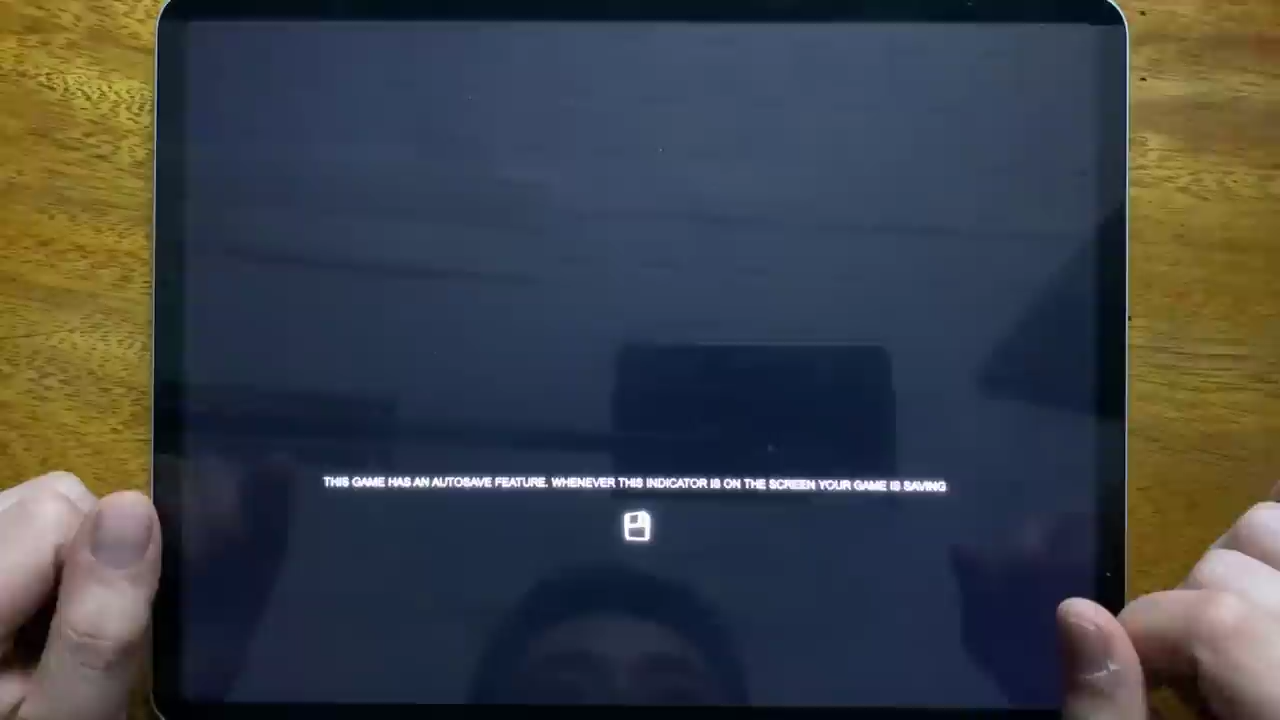 THIS GAME HAS AN AUTOSAVE FEATURE. WHENEVER THIS INDICATOR IS ON THE SCREEN YOUR GAME IS SAVING